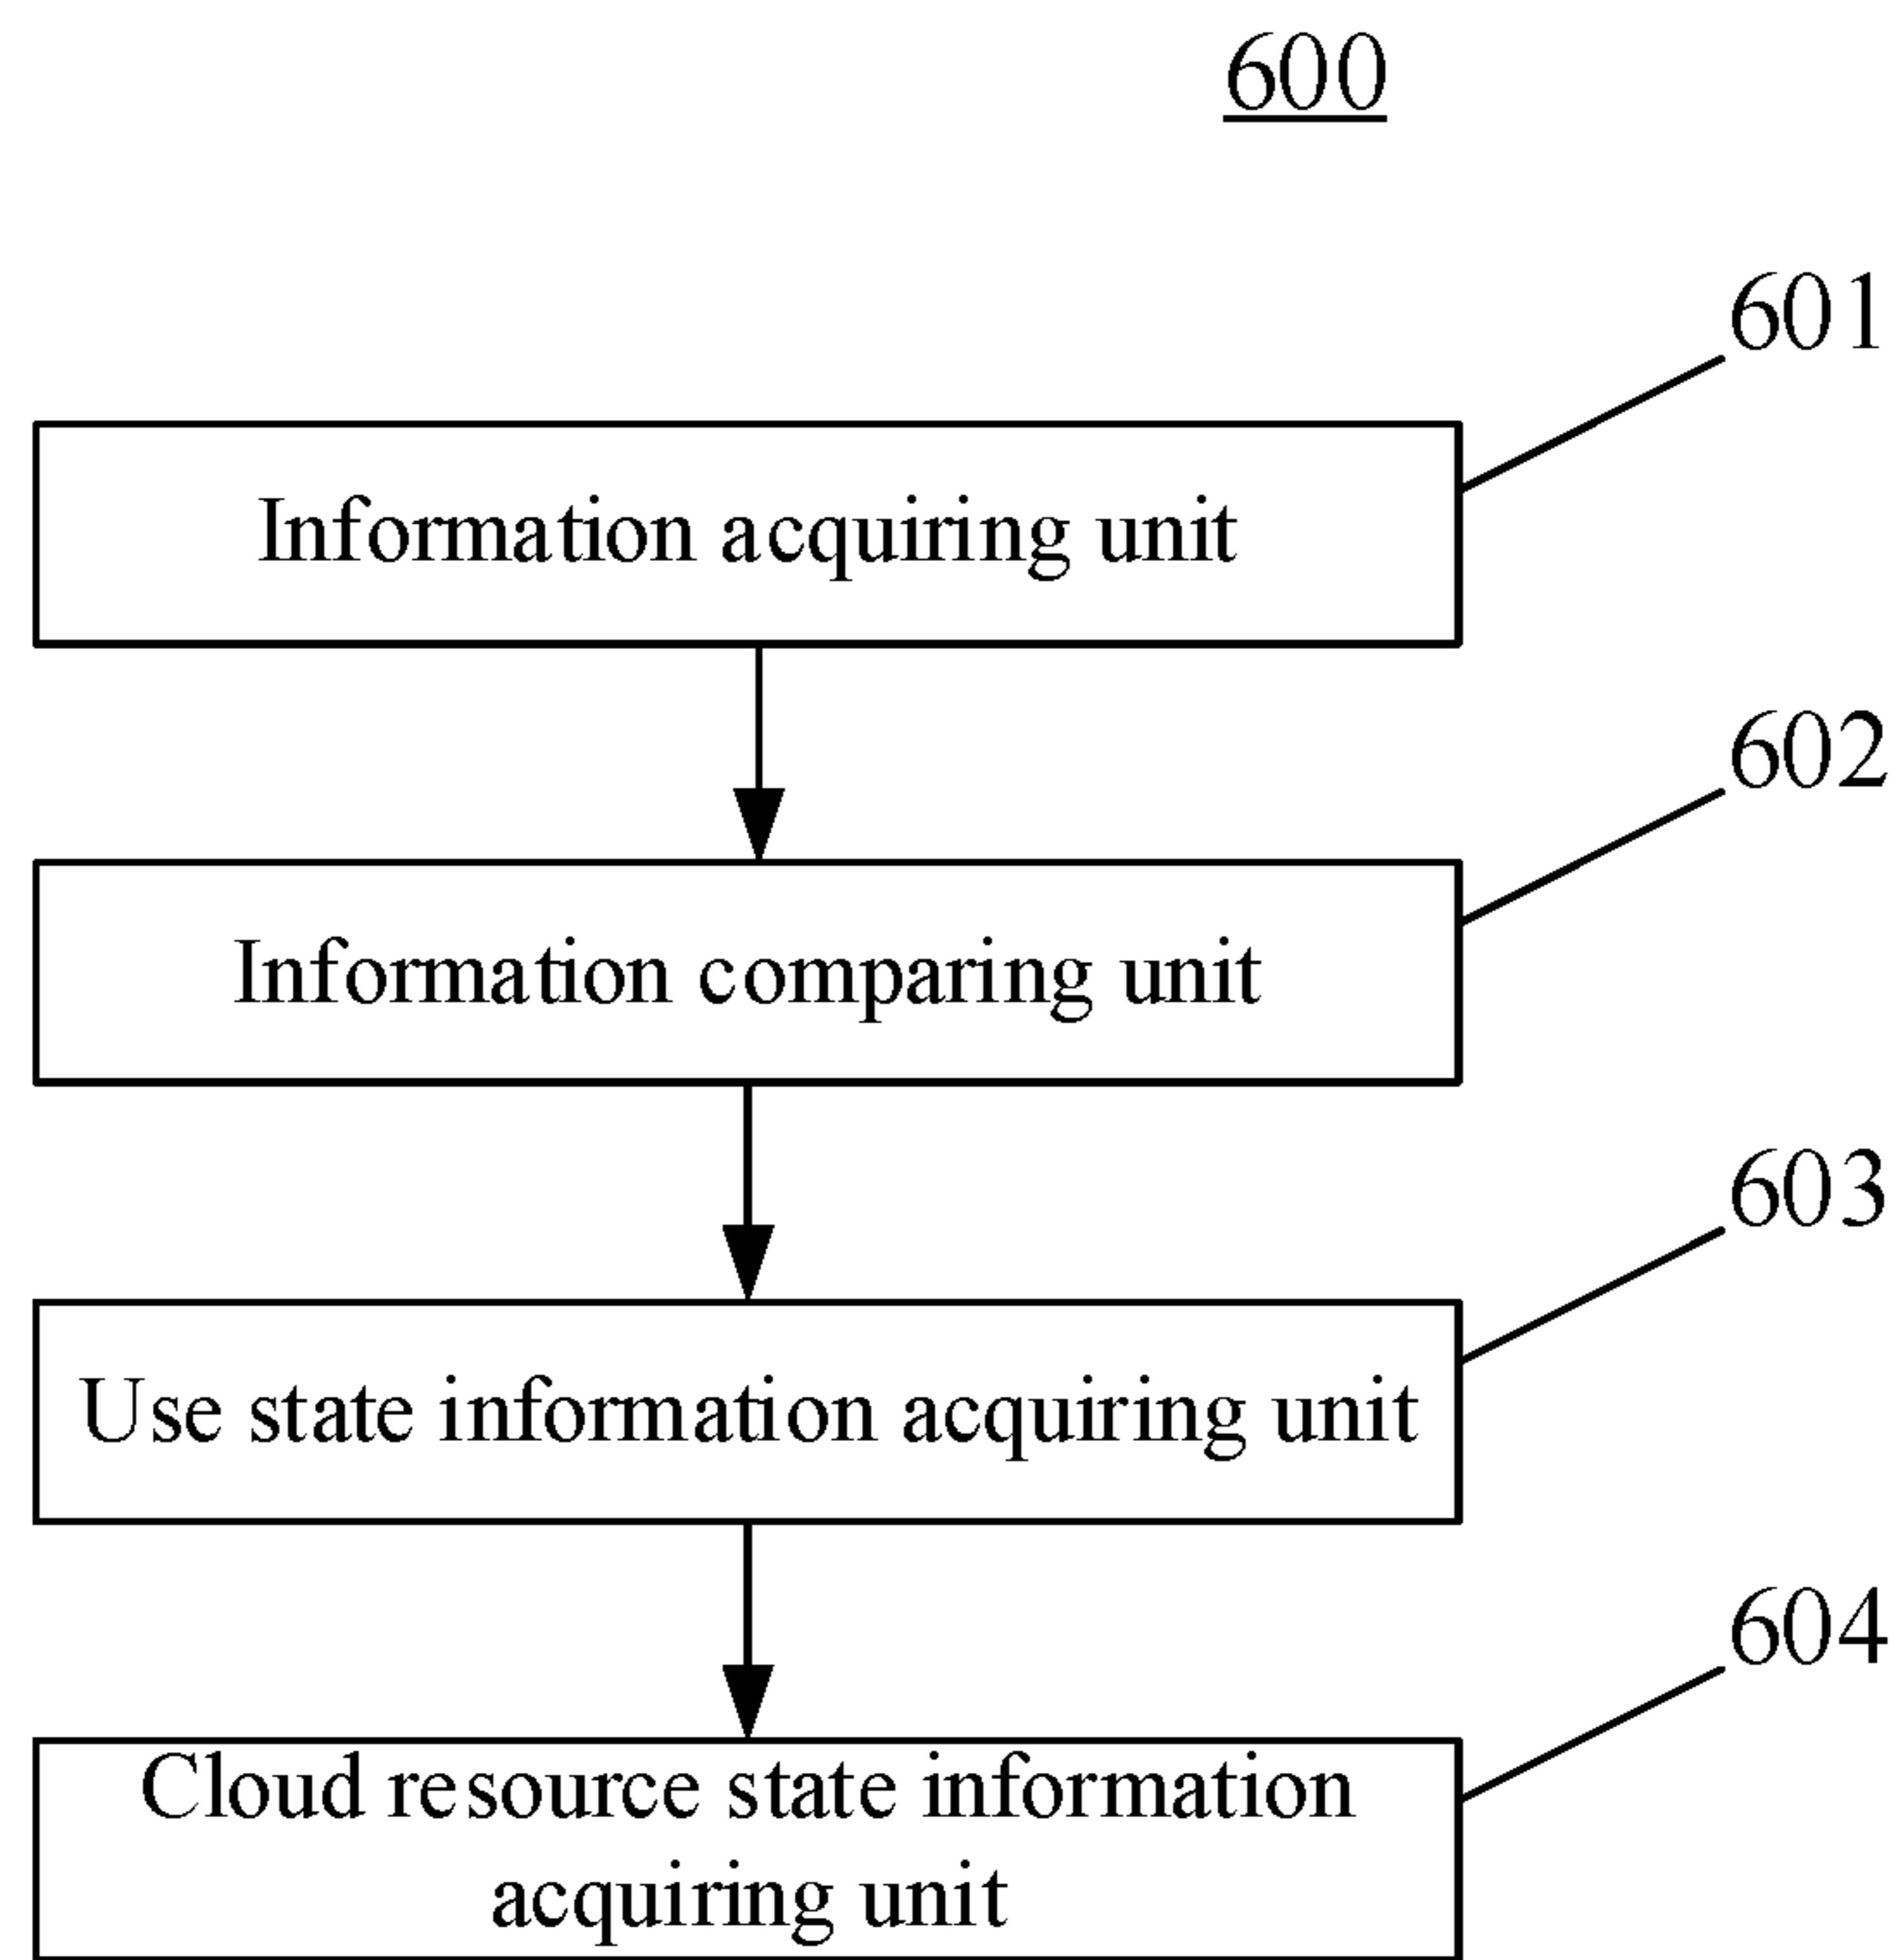 600
601
Information acquiring unit
602
Information comparing unit
603
Use state information acquiring unit
604
Cloud resource state information
acquiring unit